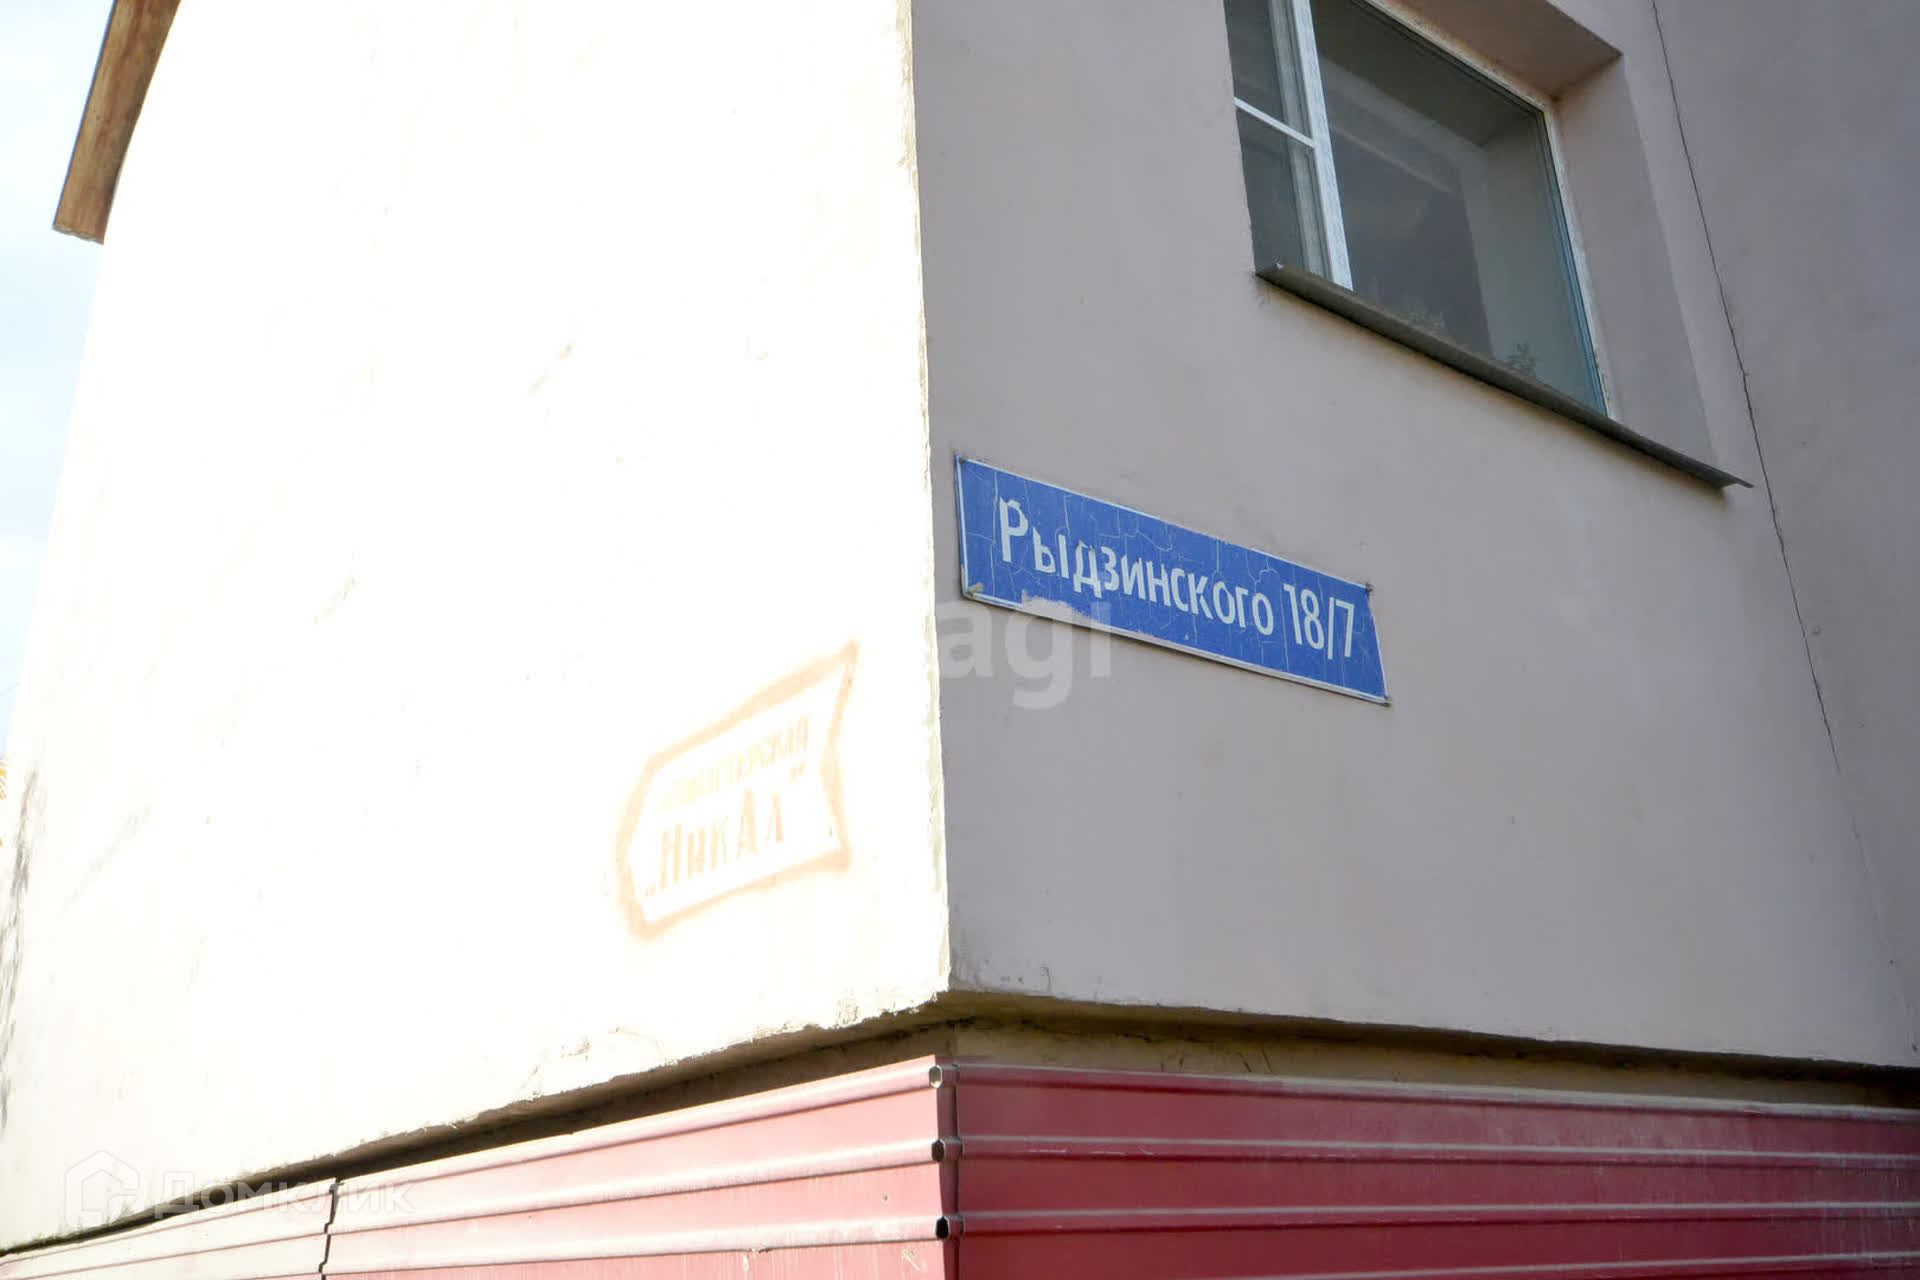 Рыдзинского 18/7
"НикАл"
agi
Домклик